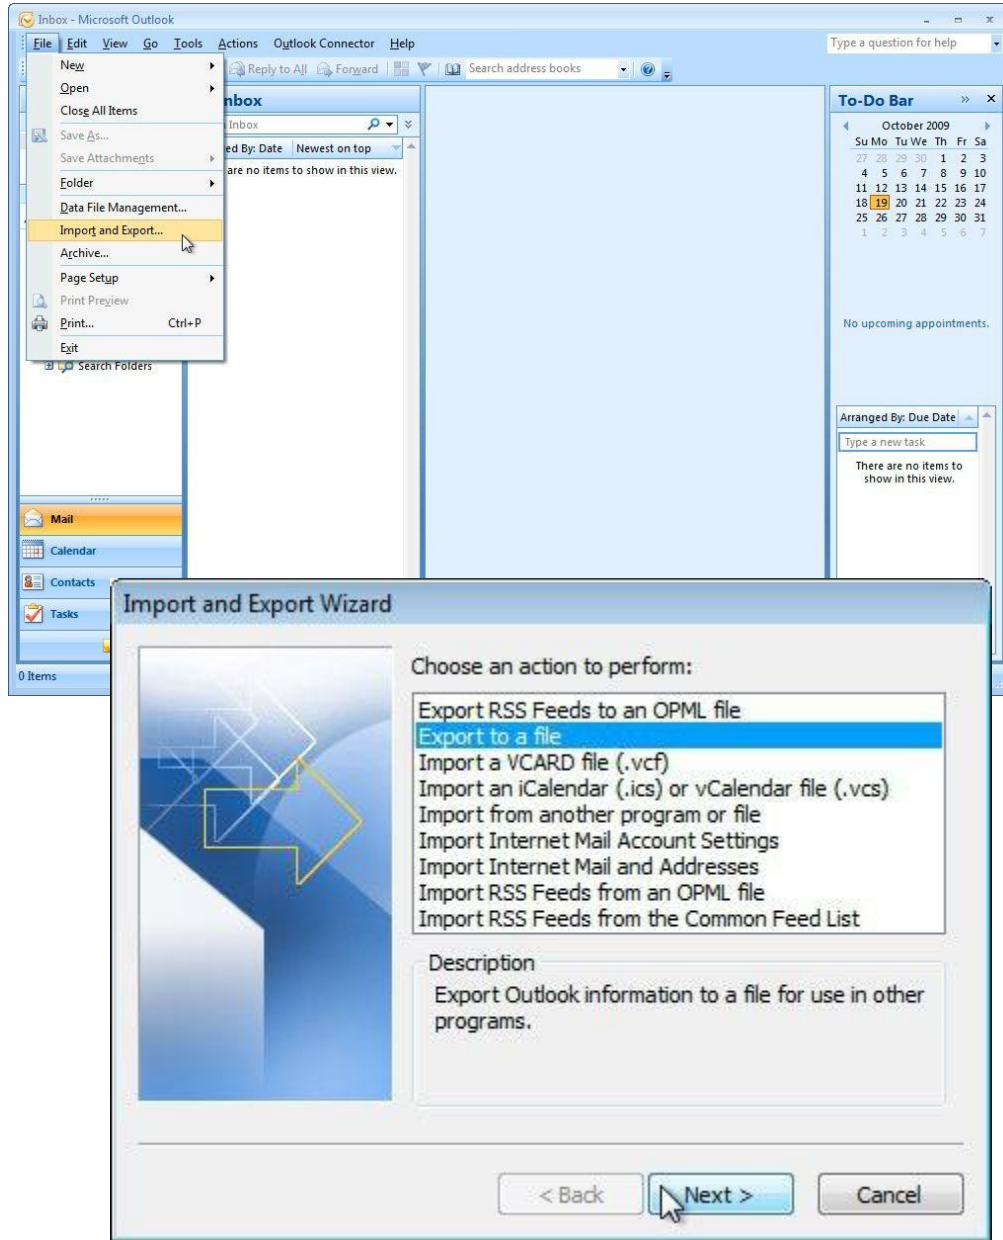 Inbox - Microsoft Outlook
File Edit View Go Tools Actions Outlook Connector Help
Type a question for help
Reply to All Forward Search address books
New
Open
Close All Items
Save As...
Save Attachments
Folder
Data File Management...
Import and Export...
Archive...
Page Setup
Print Preview
Print... Ctrl+P
Exit
Search Folders
Mail
Calendar
Contacts
Tasks
0 Items
nbox
Inbox
ed By: Date Newest on top
are no items to show in this view.
To-Do Bar
October 2009
Su Mo Tu We Th Fr Sa
27 28 29 30 1 2 3
4 5 6 7 8 9 10
11 12 13 14 15 16 17
18 19 20 21 22 23 24
25 26 27 28 29 30 31
1 2 3 4 5 6 7
No upcoming appointments.
Arranged By: Due Date
Type a new task
There are no items to
show in this view.
Import and Export Wizard
Choose an action to perform:
Export RSS Feeds to an OPML file
Export to a file
Import a VCARD file (.vcf)
Import an iCalendar (.ics) or vCalendar file (.vcs)
Import from another program or file
Import Internet Mail Account Settings
Import Internet Mail and Addresses
Import RSS Feeds from an OPML file
Import RSS Feeds from the Common Feed List
Description
Export Outlook information to a file for use in other
programs.
< Back Next > Cancel